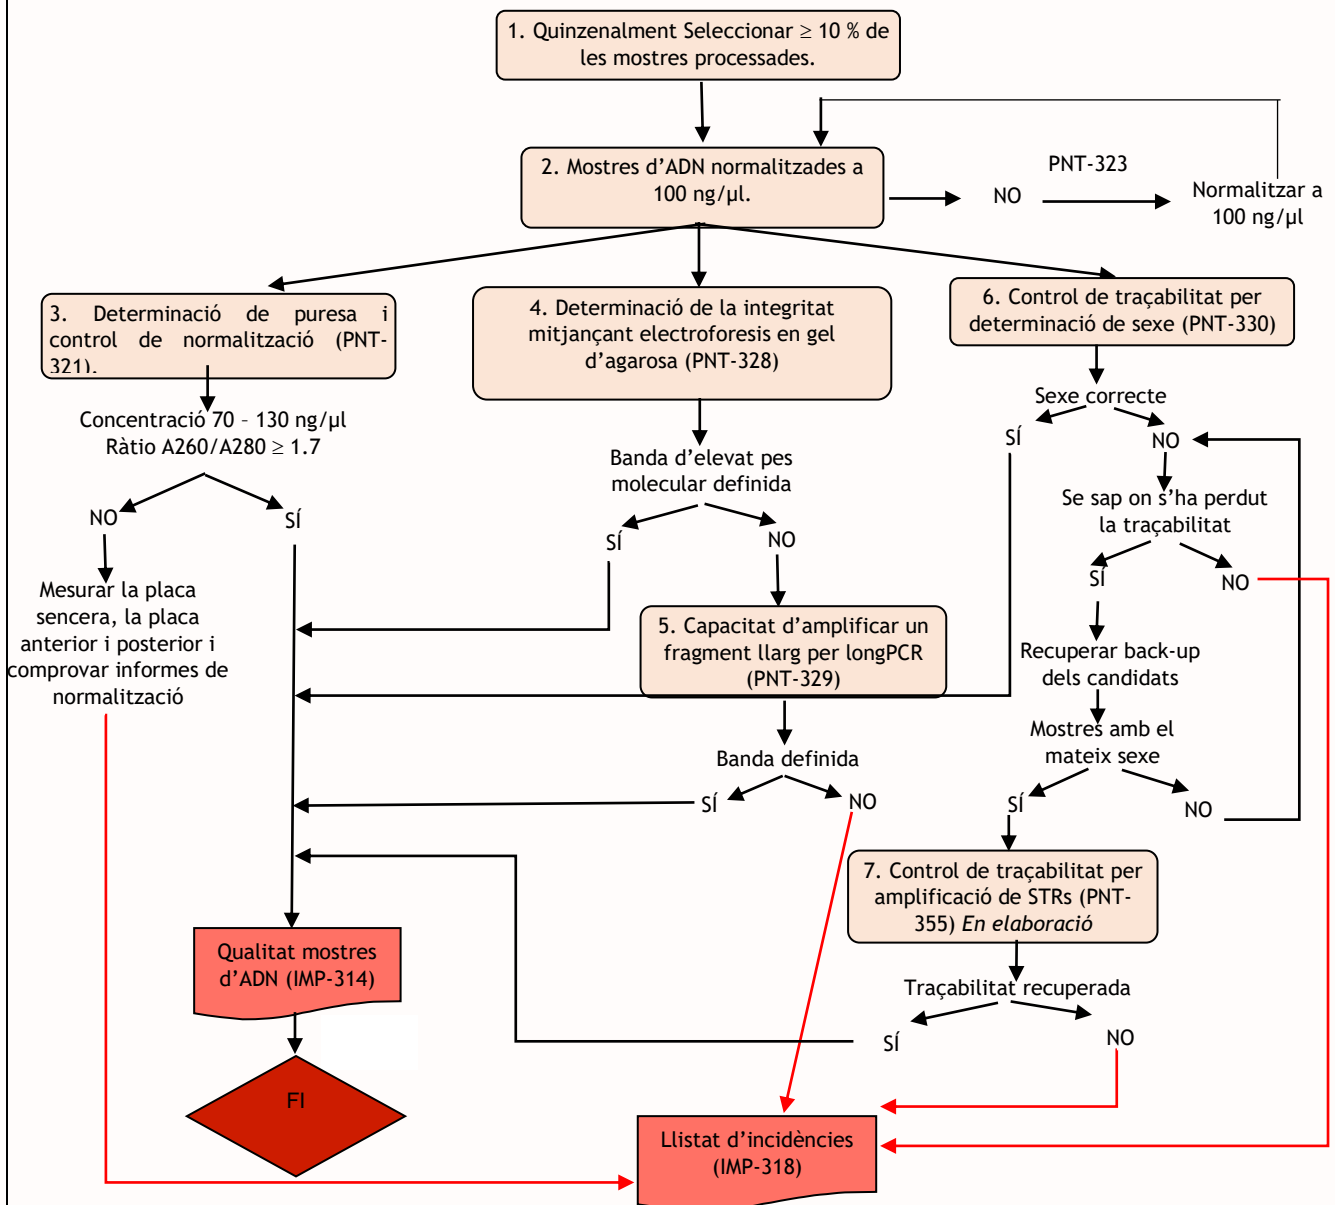 1. Quinzenalment Seleccionar ≥ 10 % de
les mostres processades.
2. Mostres d'ADN normalitzades a
100 ng/µl.
NO
PNT-323
Normalitzar a
100 ng/µl
3. Determinació de puresa i
control de normalització (PNT-
321).
Concentració 70 – 130 ng/µl
Ràtio A260/A280 ≥ 1.7
NO
SÍ
Mesurar la placa
sencera, la placa
anterior i posterior i
comprovar informes de
normalització
4. Determinació de la integritat
mitjançant electroforesis en gel
d'agarosa (PNT-328)
Banda d'elevat pes
molecular definida
SÍ
NO
5. Capacitat d'amplificar un
fragment llarg per longPCR
(PNT-329)
Banda definida
SÍ
NO
6. Control de traçabilitat per
determinació de sexe (PNT-330)
Sexe correcte
SÍ
NO
Se sap on s'ha perdut
la traçabilitat
SÍ
NO
Recuperar back-up
dels candidats
Mostres amb el
mateix sexe
SÍ
NO
7. Control de traçabilitat per
amplificació de STRs (PNT-
355) En elaboració
Traçabilitat recuperada
SÍ
NO
Qualitat mostres
d'ADN (IMP-314)
FI
Llistat d'incidències
(IMP-318)